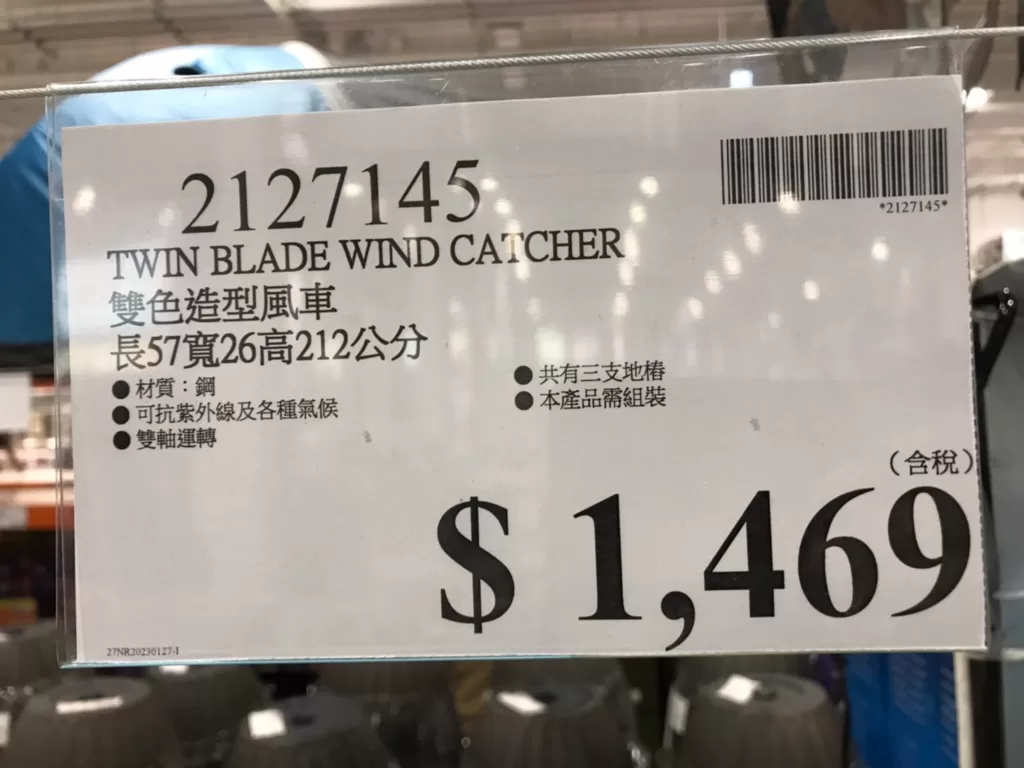 *2127145*
2127145
TWIN BLADE WIND CATCHER
雙色造型風車
長57寬26高212公分
●材質：鋼
●可抗紫外線及各種氣候
●雙軸運轉
●共有三支地樁
●本產品需組裝
（含稅）
$ 1,469
27NR20230127-I